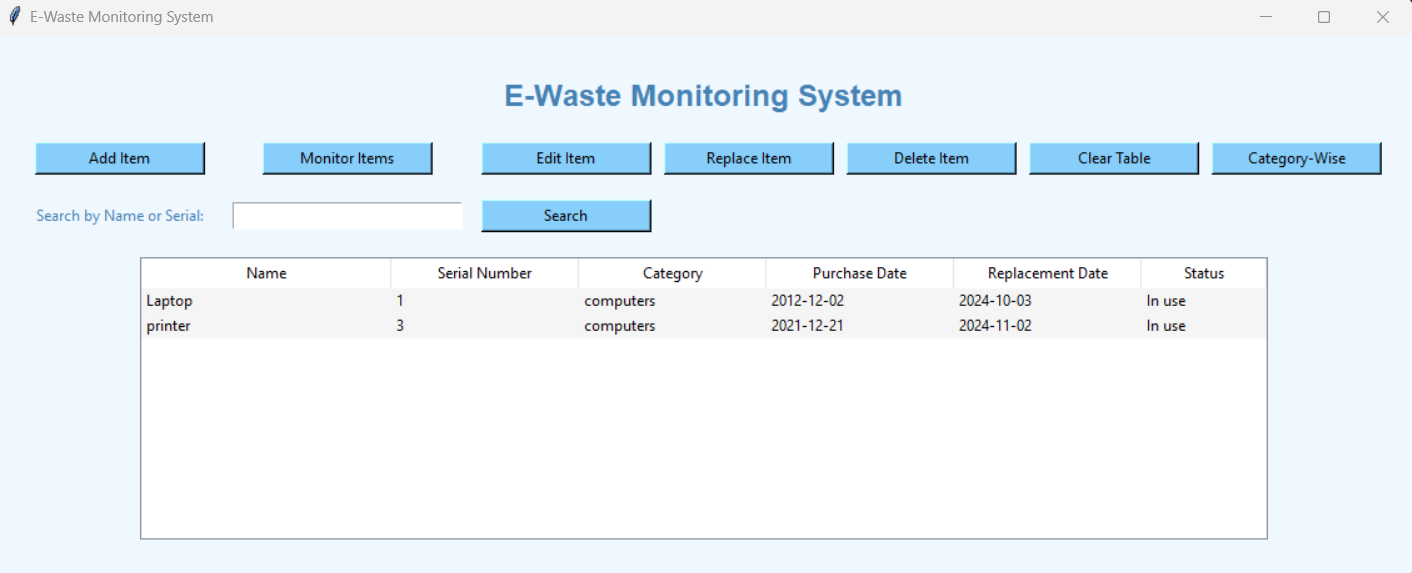 E-Waste Monitoring System
E-Waste Monitoring System
Add Item Monitor Items Edit Item Replace Item Delete Item Clear Table Category-Wise
Search by Name or Serial: Search
Name Serial Number Category Purchase Date Replacement Date Status
Laptop 1 computers 2012-12-02 2024-10-03 In use
printer 3 computers 2021-12-21 2024-11-02 In use